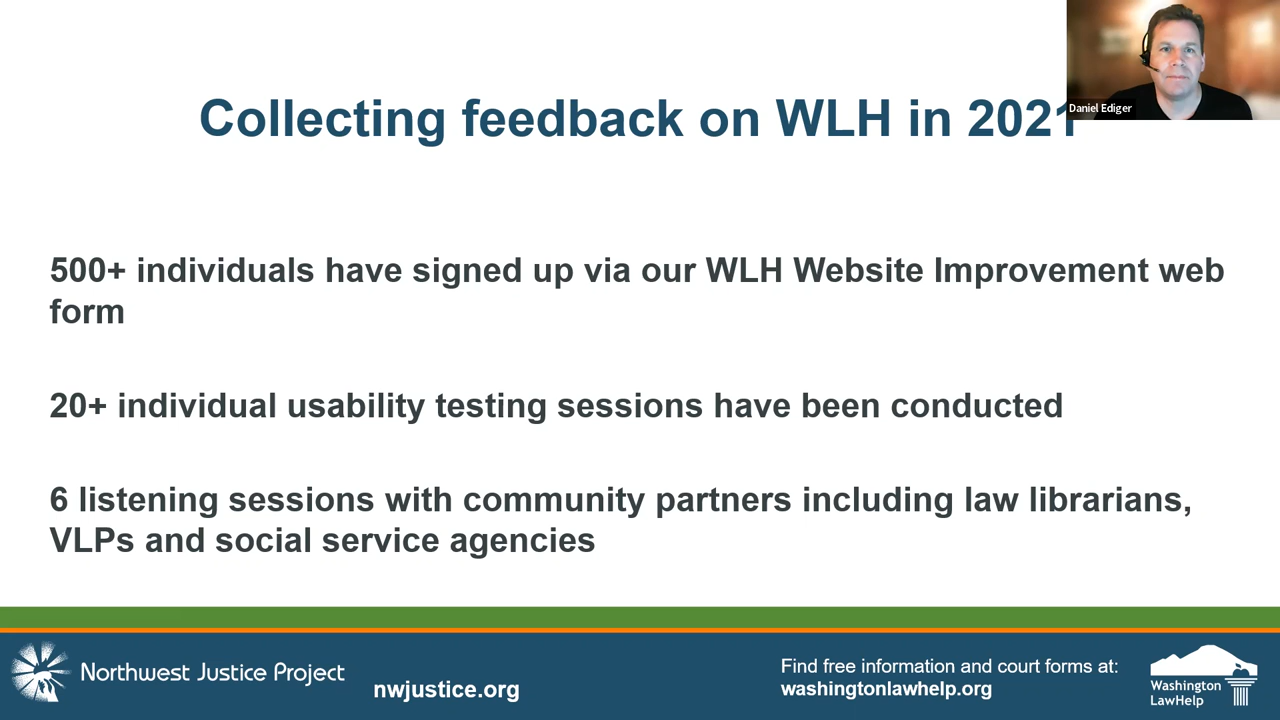 Collecting feedback on WLH in 2021
Daniel Ediger
500+ individuals have signed up via our WLH Website Improvement web
form
20+ individual usability testing sessions have been conducted
6 listening sessions with community partners including law librarians,
VLPs and social service agencies
Northwest Justice Project
nwjustice.org
Find free information and court forms at:
washingtonlawhelp.org
Washington
LawHelp